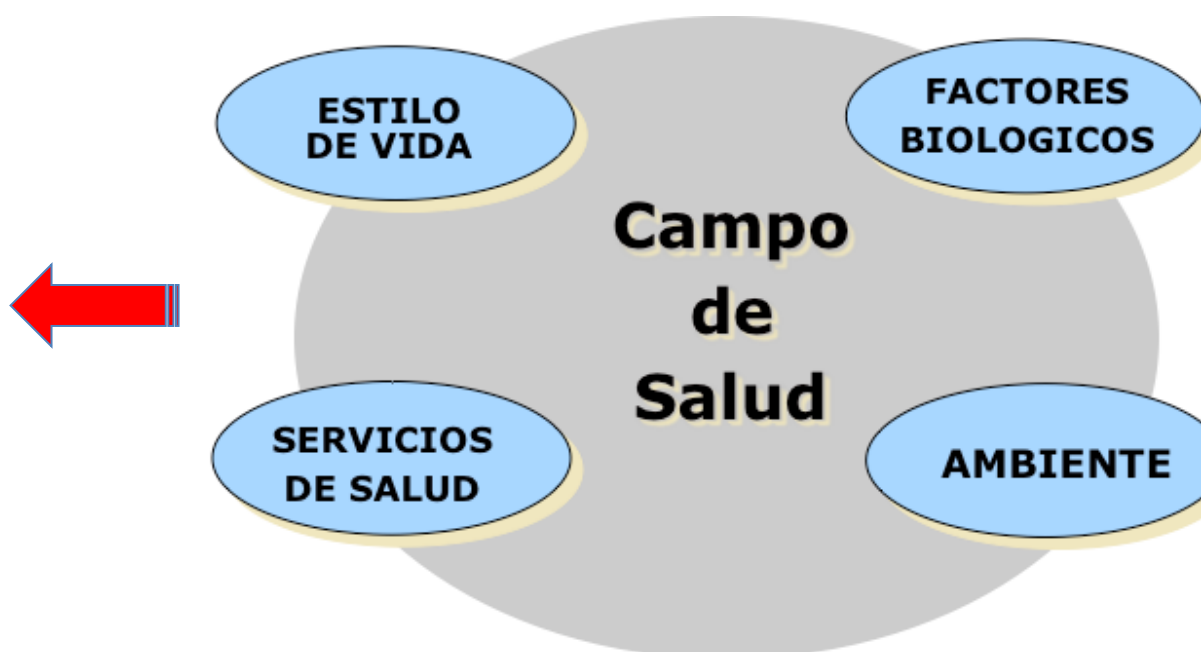 ESTILO
DE VIDA
FACTORES
BIOLOGICOS
Campo
de
Salud
SERVICIOS
DE SALUD
AMBIENTE